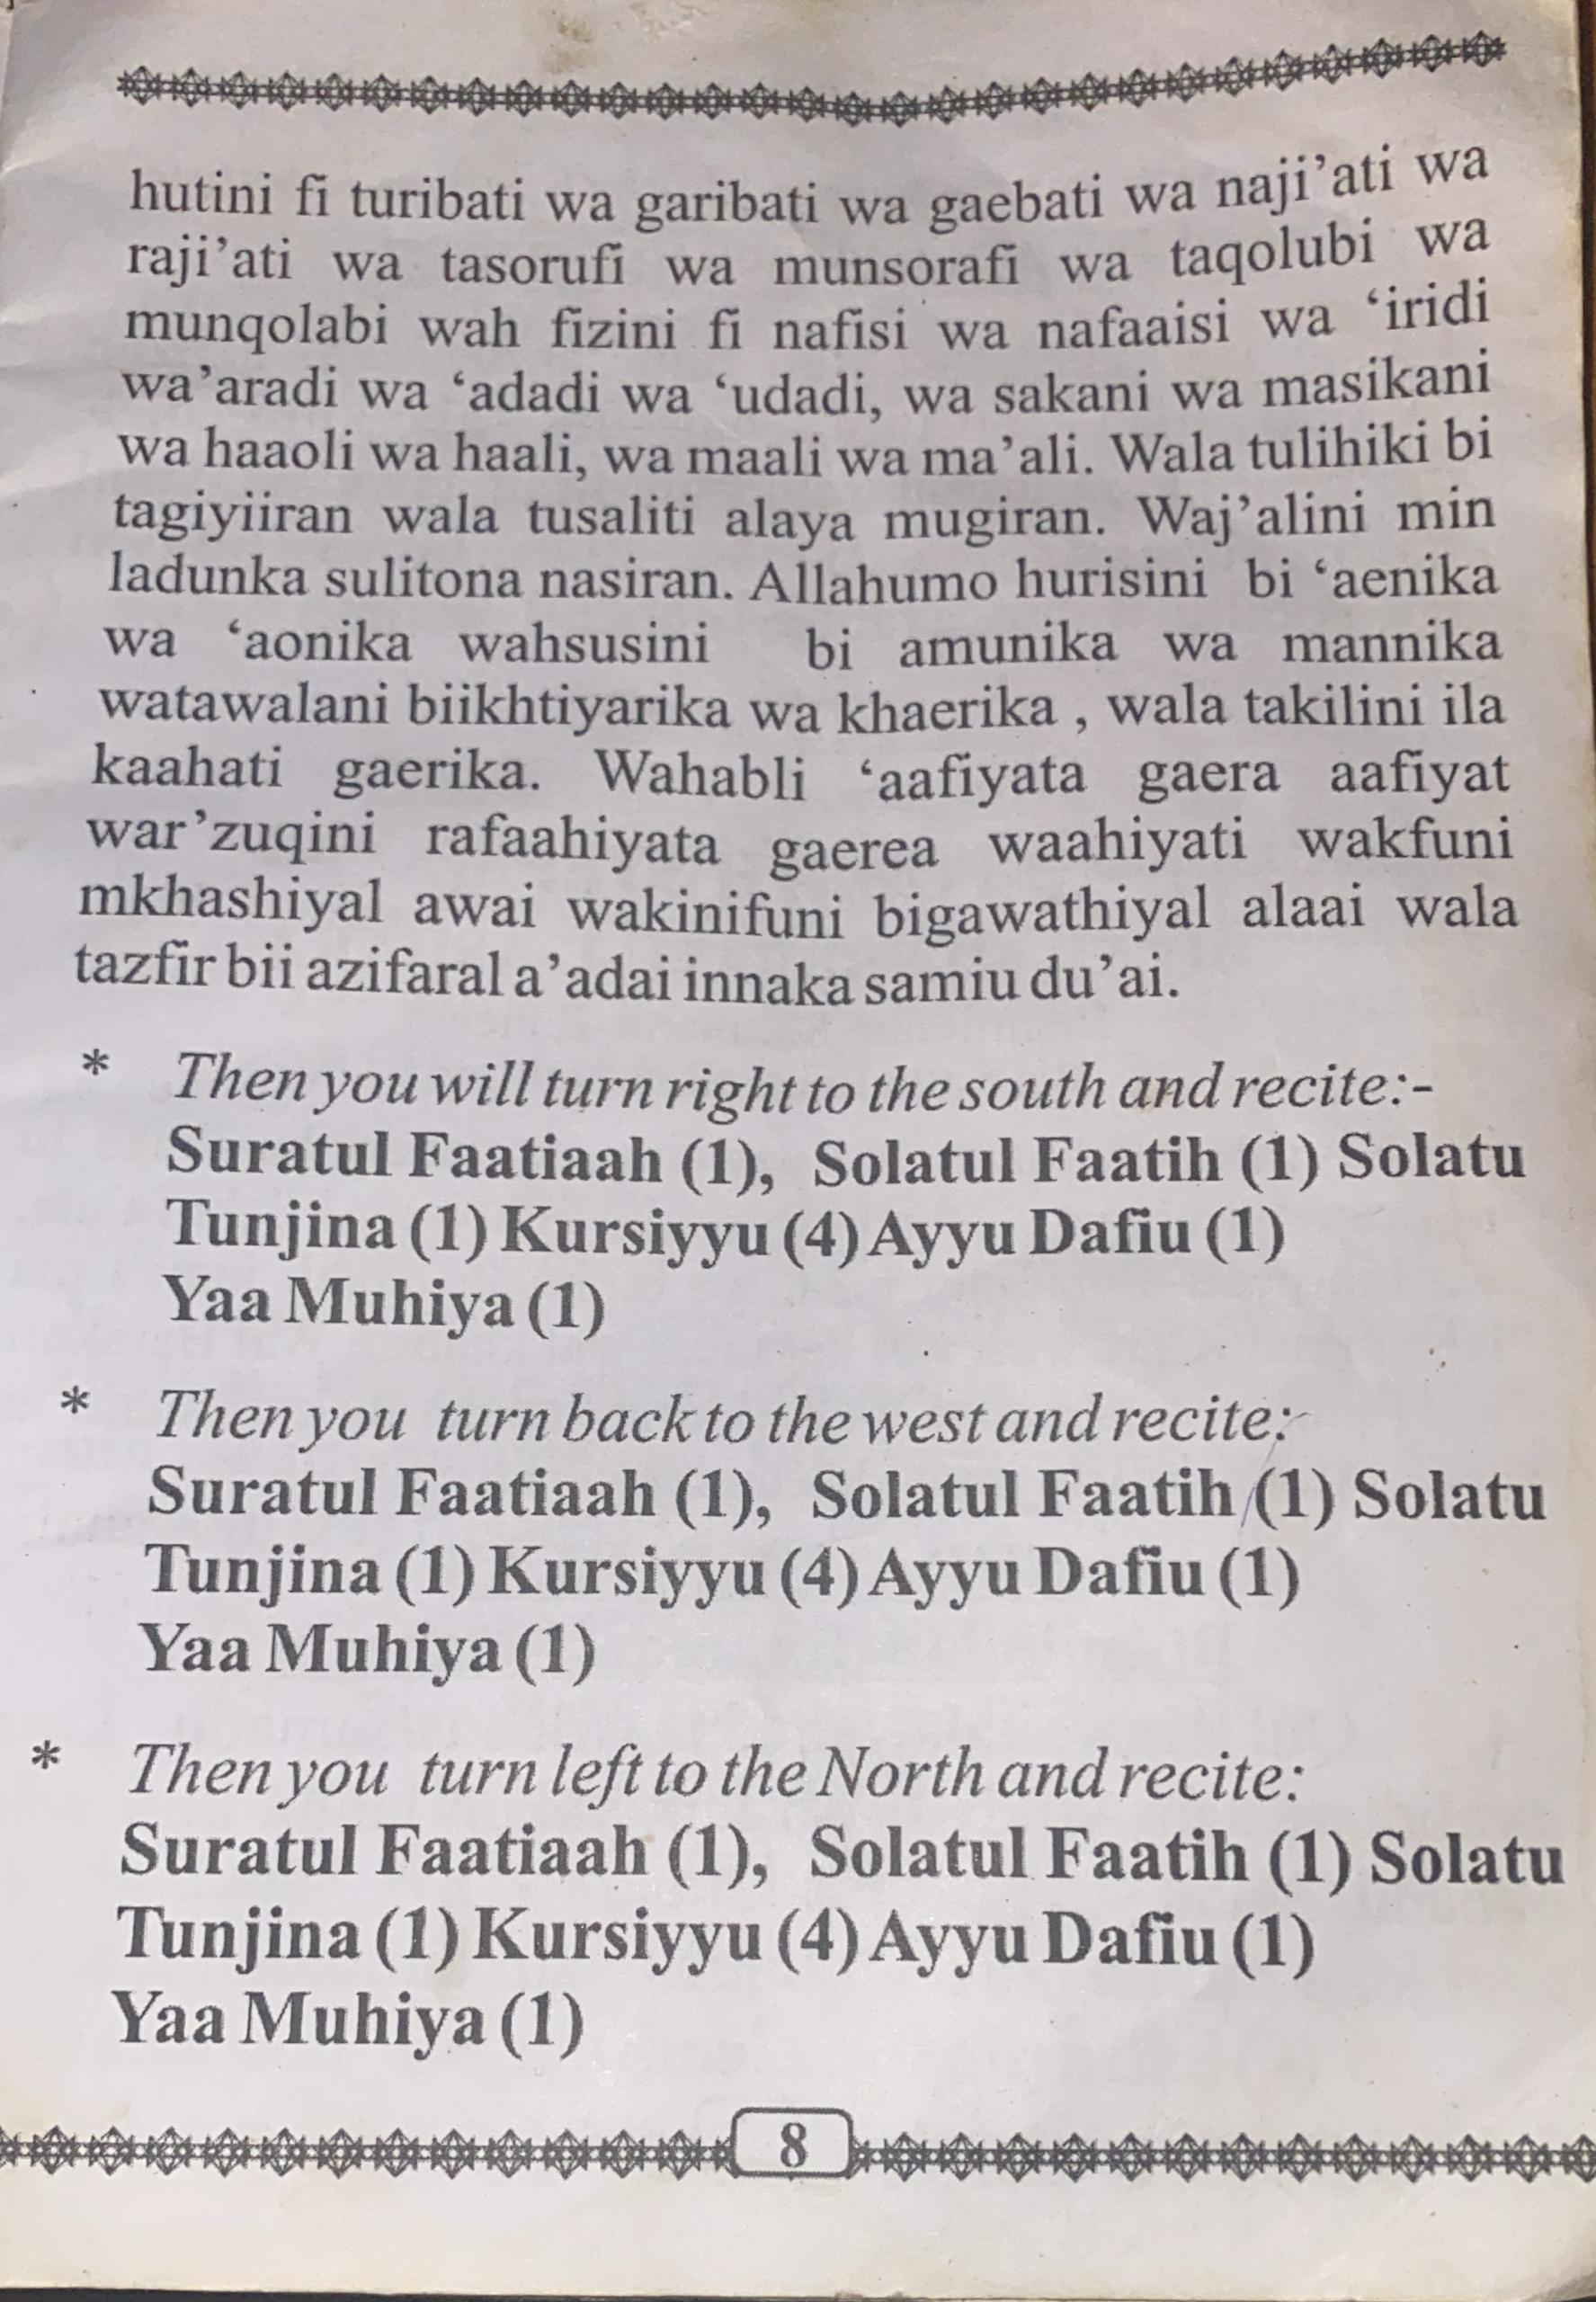 hutini fi turibati wa garibati wa gaebati wa naji’ati wa
raji’ati wa tasorufi wa munsorafi wa taqolubi wa
munqolabi wah fizini fi nafisi wa nafaaisi wa ‘iridi
wa’aradi wa ‘adadi wa ‘udadi, wa sakani wa masikani
wa haaoli wa haali, wa maali wa ma’ali. Wala tulihiki bi
tagiyiiran wala tusaliti alaya mugiran. Waj’alini min
ladunka sulitona nasiran. Allahumo hurisini bi ‘aenika
wa ‘aonika wahsusini bi amunika wa mannika
watawalani biikhtiyarika wa khaerika , wala takilini ila
kaahati gaerika. Wahabli ‘aafiyata gaera aafiyat
war’zuqini rafaahiyata gaerea waahiyati wakfuni
mkhashiyal awai wakinifuni bigawathiyal alaai wala
tazfir bii azifaral a’adai innaka samiu du’ai.
* Then you will turn right to the south and recite:-
Suratul Faatiaah (1), Solatul Faatih (1) Solatu
Tunjina (1) Kursiyyu (4) Ayyu Dafiu (1)
Yaa Muhiya (1)
* Then you turn back to the west and recite:-
Suratul Faatiaah (1), Solatul Faatih (1) Solatu
Tunjina (1) Kursiyyu (4) Ayyu Dafiu (1)
Yaa Muhiya (1)
* Then you turn left to the North and recite:
Suratul Faatiaah (1), Solatul Faatih (1) Solatu
Tunjina (1) Kursiyyu (4) Ayyu Dafiu (1)
Yaa Muhiya (1)
8